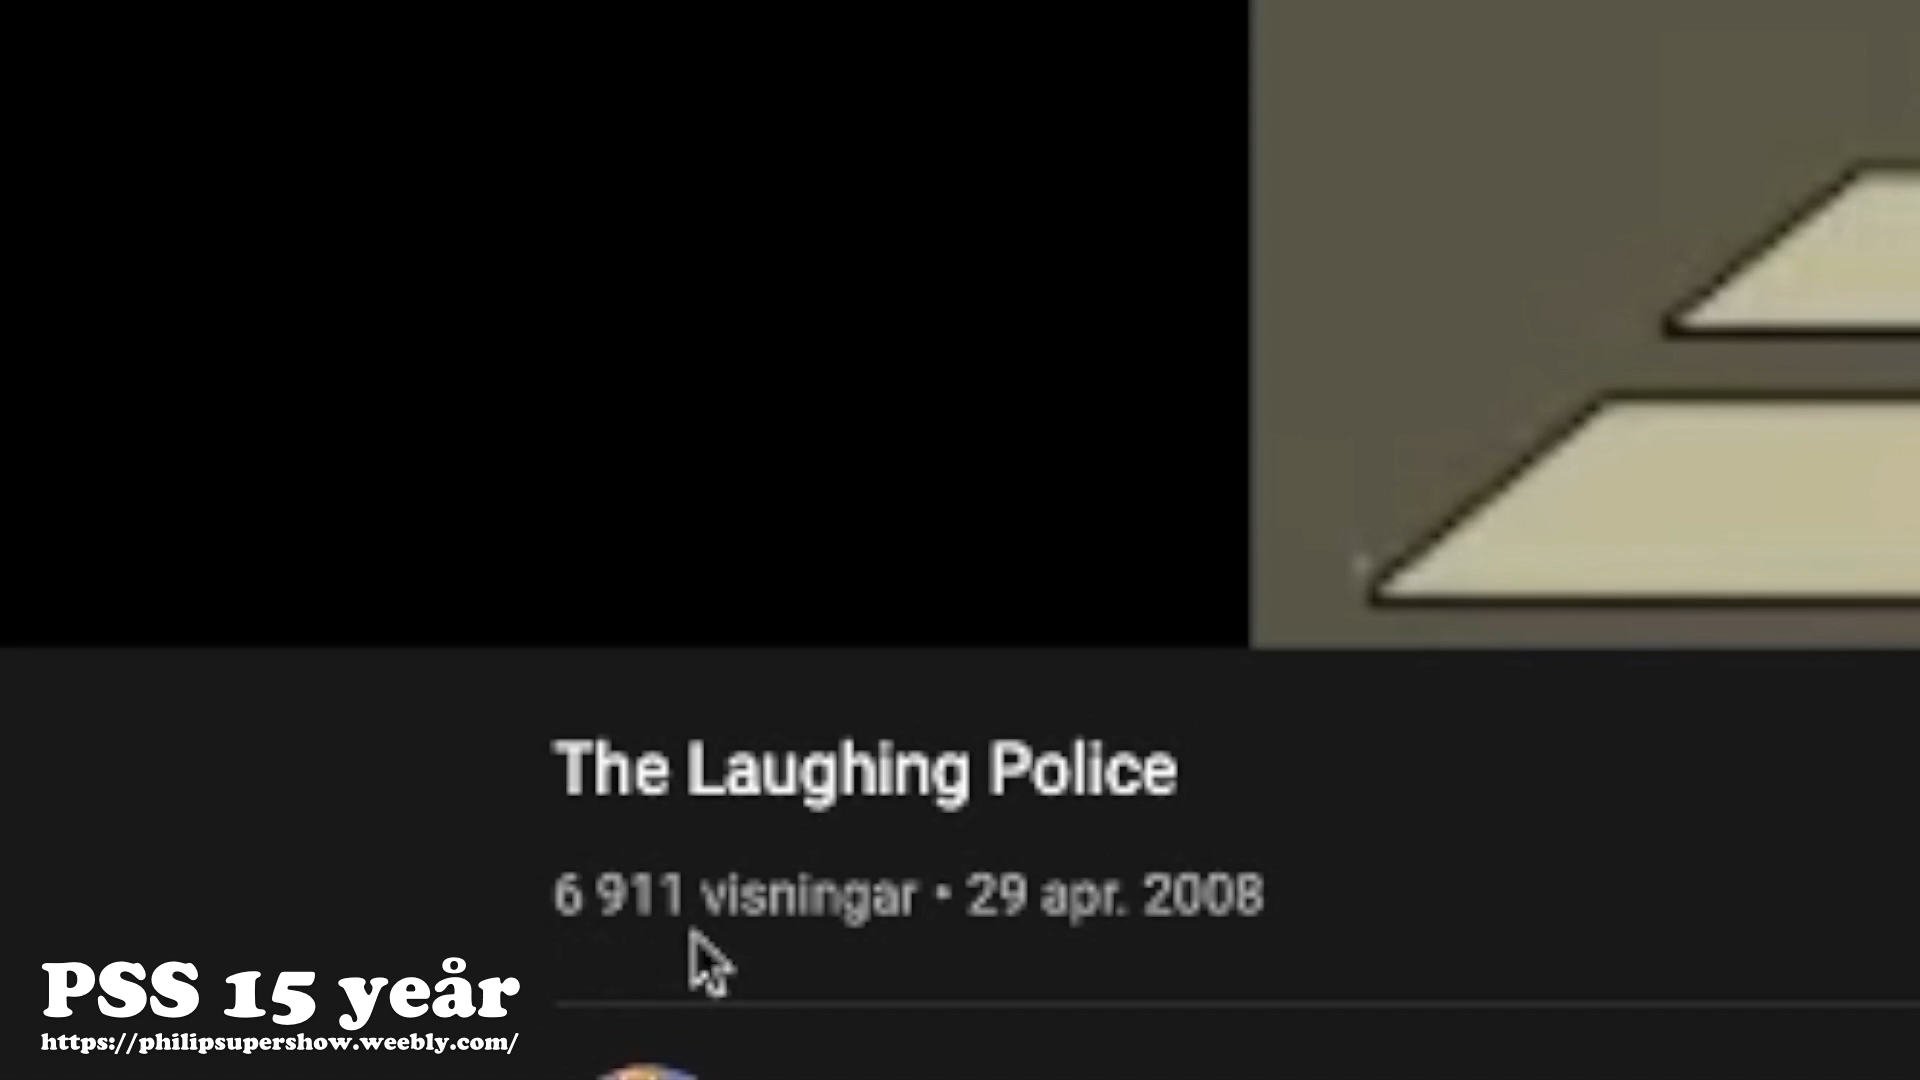 The Laughing Police
6 911 visningar • 29 apr. 2008
PSS 15 yeår
https://philipsupershow.weebly.com/